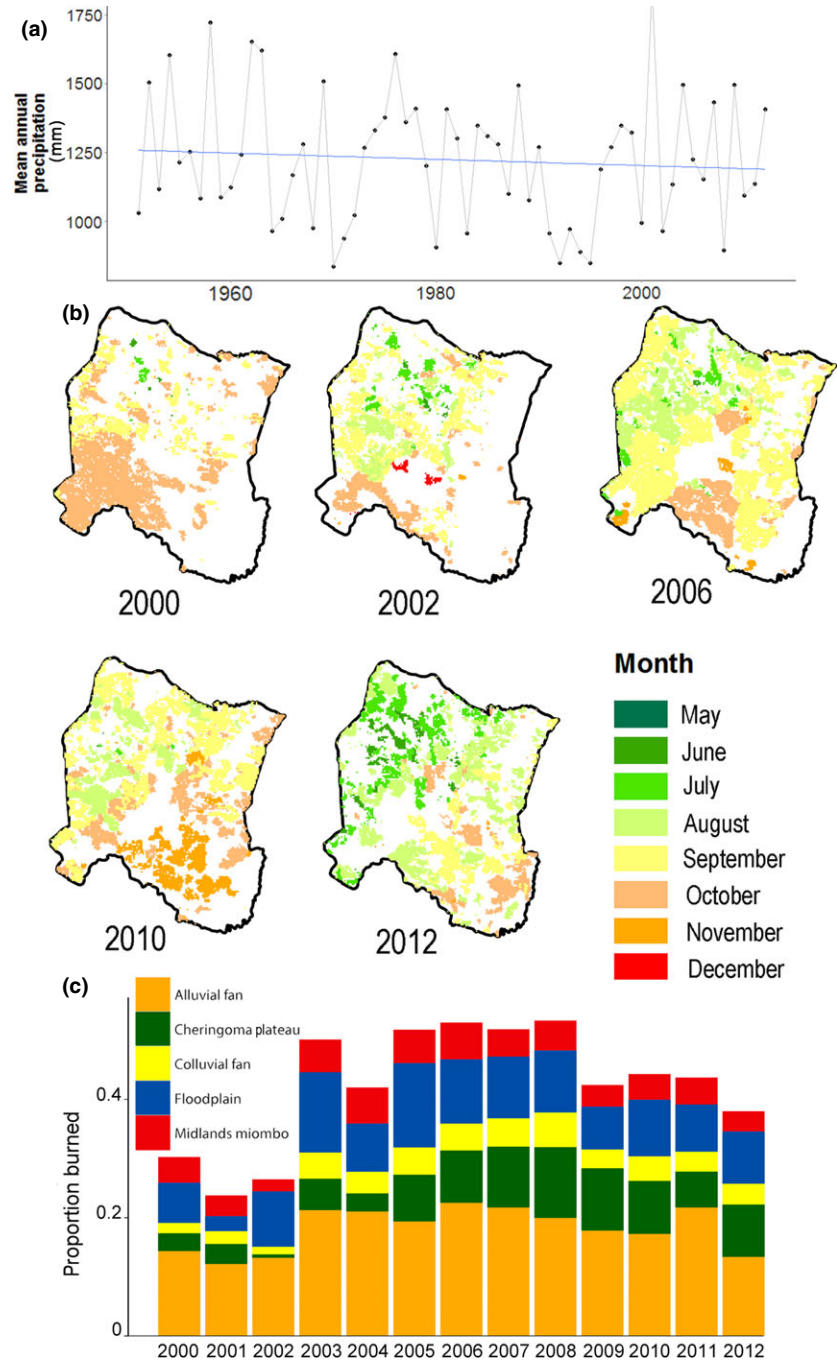 (a)
Mean annual
precipitation
(mm)
1750
1500
1250
1000
1960 1980 2000
(b)
2000 2002 2006
2010 2012
Month
May
June
July
August
September
October
November
December
(c)
Alluvial fan
Cheringoma plateau
Colluvial fan
Floodplain
Midlands miombo
Proportion burned
0.4
0.2
0
2000 2001 2002 2003 2004 2005 2006 2007 2008 2009 2010 2011 2012